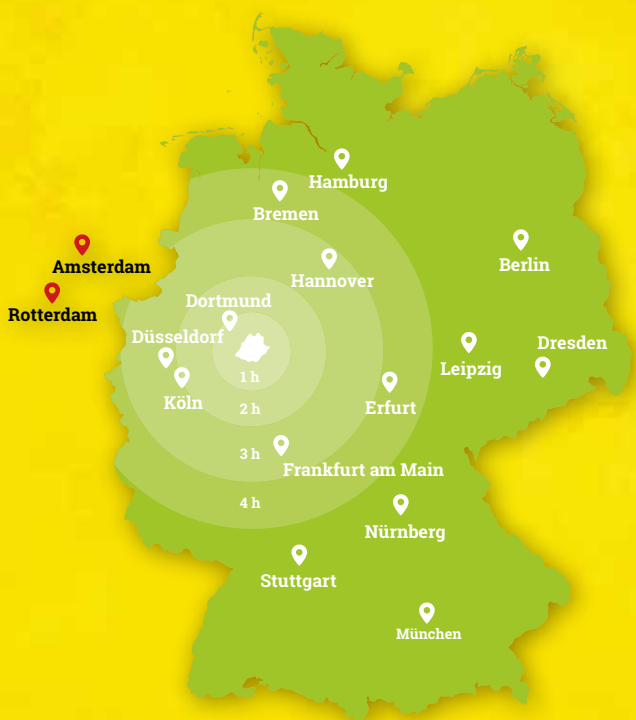 Hamburg
Bremen
Amsterdam
Berlin
Hannover
Dortmund
Rotterdam
Düsseldorf
Dresden
Leipzig
1 h
Köln
2 h
Erfurt
3 h
Frankfurt am Main
4 h
Nürnberg
Stuttgart
München